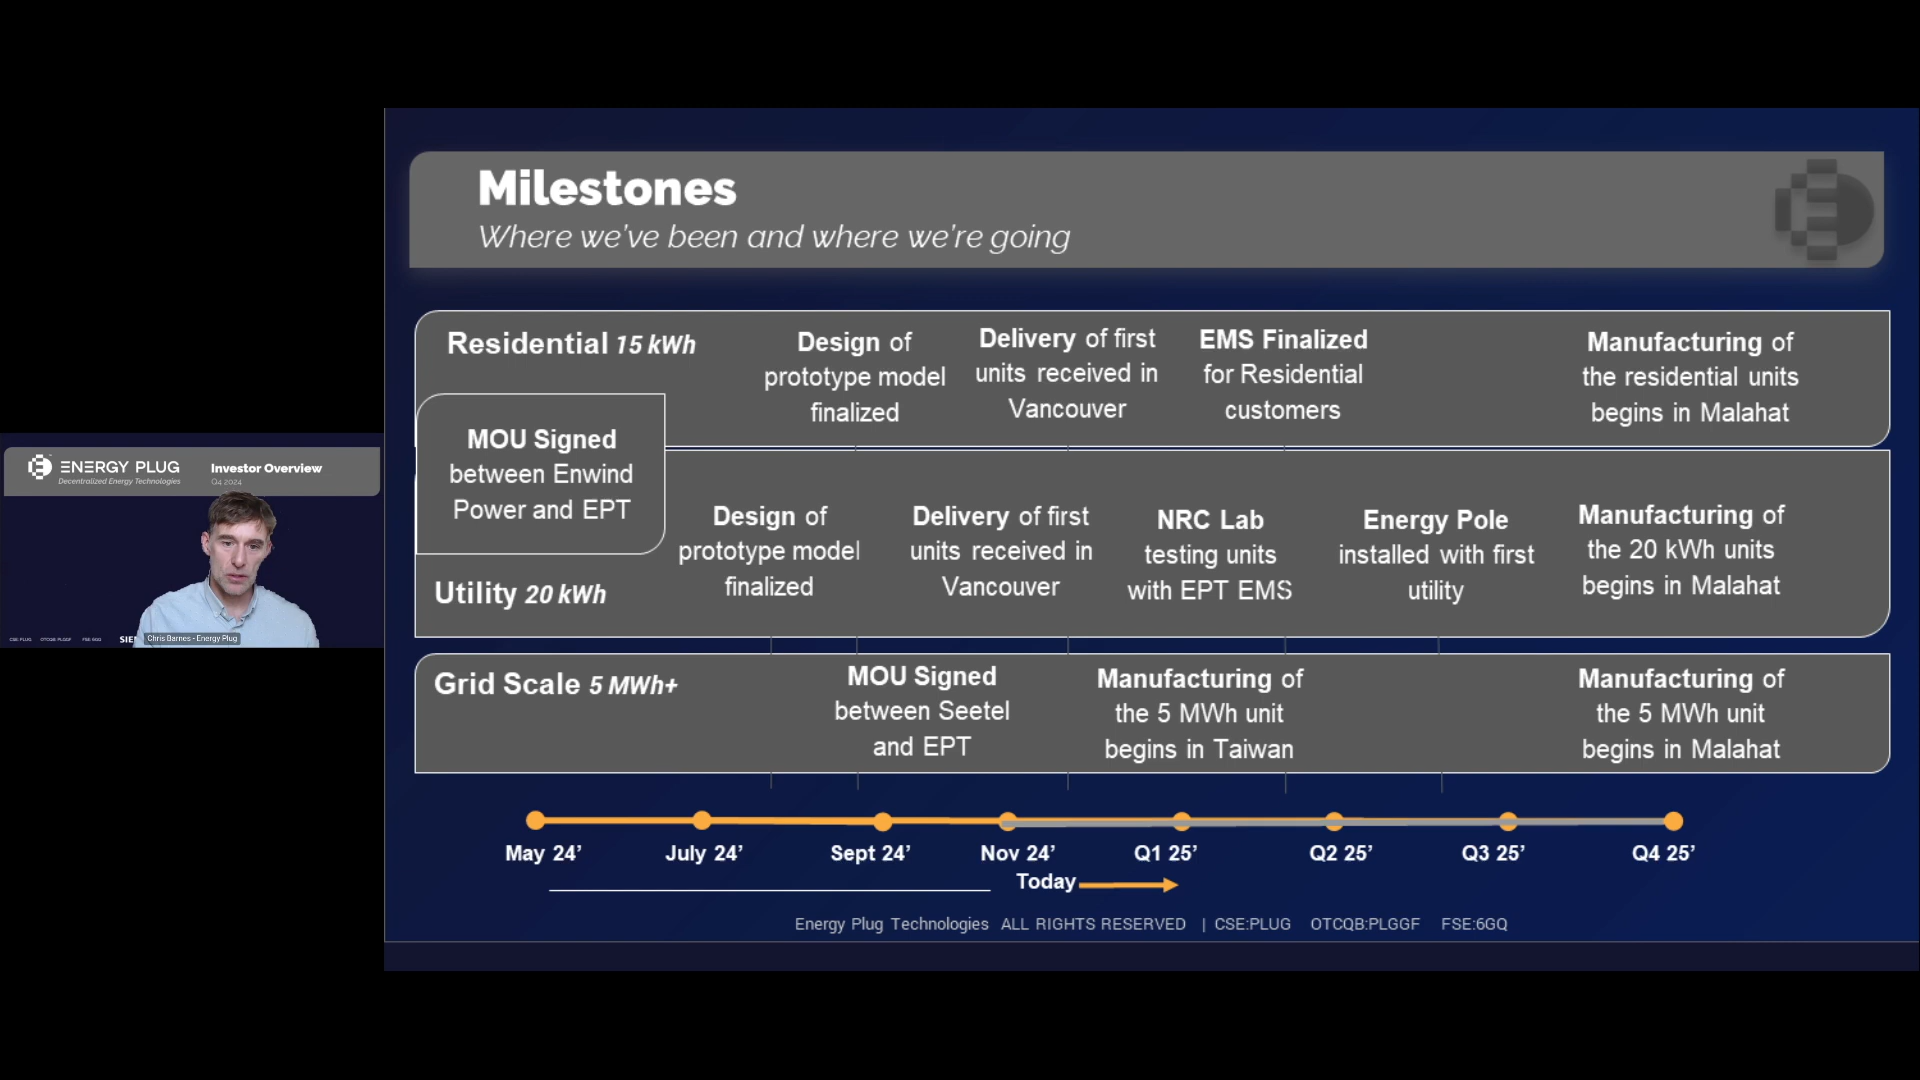 Milestones
Where we've been and where we're going
Residential 15 kWh
Design of
prototype model
finalized
Delivery of first
units received in
Vancouver
EMS Finalized
for Residential
customers
Manufacturing of
the residential units
begins in Malahat
MOU Signed
between Enwind
Power and EPT
Utility 20 kWh
Design of
prototype model
finalized
Delivery of first
units received in
Vancouver
NRC Lab
testing units
with EPT EMS
Energy Pole
installed with first
utility
Manufacturing of
the 20 kWh units
begins in Malahat
Grid Scale 5 MWh+
MOU Signed
between Seetel
and EPT
Manufacturing of
the 5 MWh unit
begins in Taiwan
Manufacturing of
the 5 MWh unit
begins in Malahat
May 24’ July 24’ Sept 24’ Nov 24’ Q1 25’ Q2 25’ Q3 25’ Q4 25’
Today
Energy Plug Technologies ALL RIGHTS RESERVED | CSE:PLUG OTCQB:PLGGF FSE:6GQ
ENERGY PLUG
Decentralized Energy Technologies
Investor Overview
Q4 2024
CSE:PLUG OTCQB:PLGGF FSE:6GQ
SIE
Chris Barnes - Energy Plug